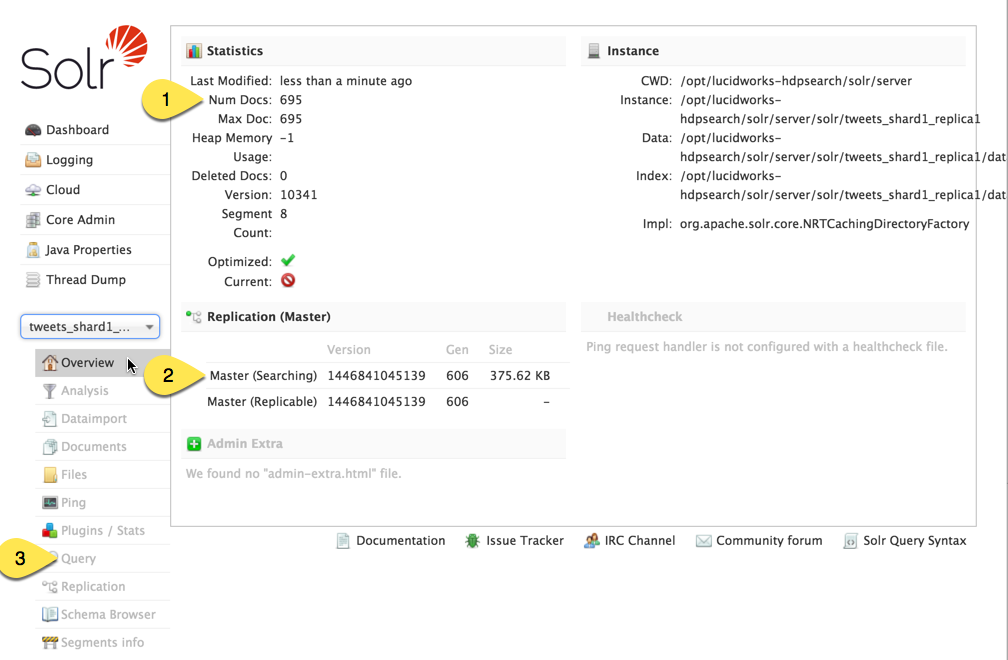 Solr
Dashboard
Logging
Cloud
Core Admin
Java Properties
Thread Dump
tweets_shard1_...
Overview
Analysis
Dataimport
Documents
Files
Ping
Plugins / Stats
3
Query
Replication
Schema Browser
Segments info
Statistics
Last Modified: less than a minute ago
1
Num Docs: 695
Max Doc: 695
Heap Memory -1
Usage:
Deleted Docs: 0
Version: 10341
Segment 8
Count:
Optimized:
Current:
Instance
CWD: /opt/lucidworks-hdpsearch/solr/server
Instance: /opt/lucidworks-
hdpsearch/solr/server/solr/tweets_shard1_replica1
Data: /opt/lucidworks-
hdpsearch/solr/server/solr/tweets_shard1_replica1/dat
Index: /opt/lucidworks-
hdpsearch/solr/server/solr/tweets_shard1_replica1/dat
Impl: org.apache.solr.core.NRTCachingDirectoryFactory
Replication (Master)
Version Gen Size
2
Master (Searching) 1446841045139 606 375.62 KB
Master (Replicable) 1446841045139 606 –
Healthcheck
Ping request handler is not configured with a healthcheck file.
Admin Extra
We found no "admin-extra.html" file.
Documentation Issue Tracker IRC Channel Community forum Solr Query Syntax